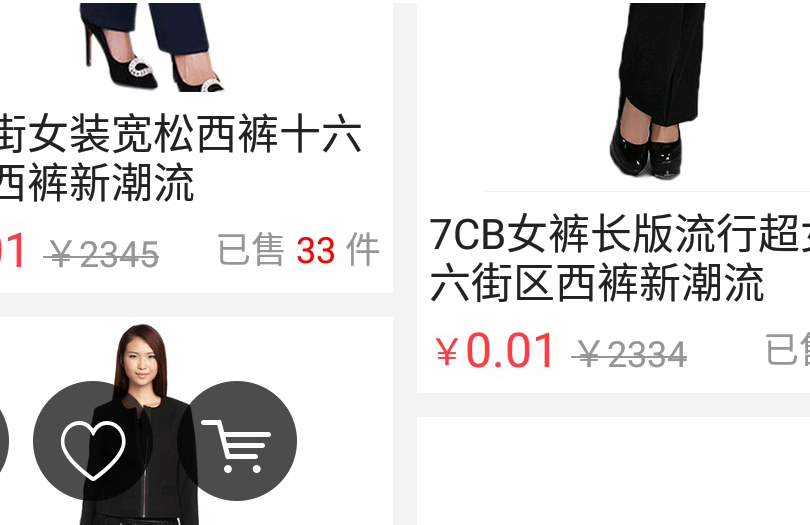 街女装宽松西裤十六
西裤新潮流
01 ￥2345 已售 33 件
7CB女裤长版流行超
六街区西裤新潮流
￥0.01 ￥2334 已